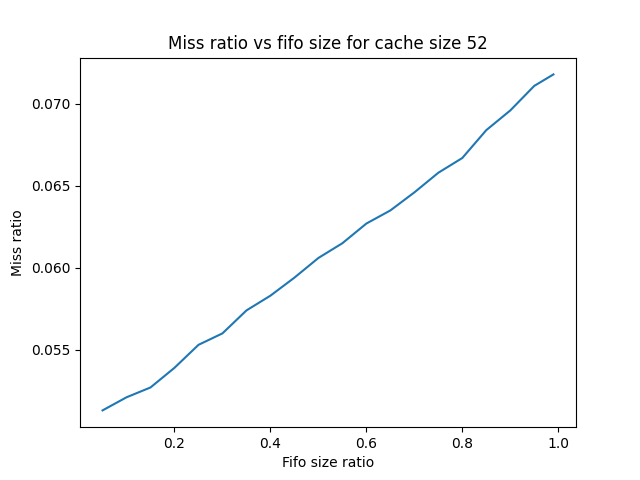 Miss ratio vs fifo size for cache size 52
0.070
0.065
0.060
0.055
Miss ratio
0.2 0.4 0.6 0.8 1.0
Fifo size ratio